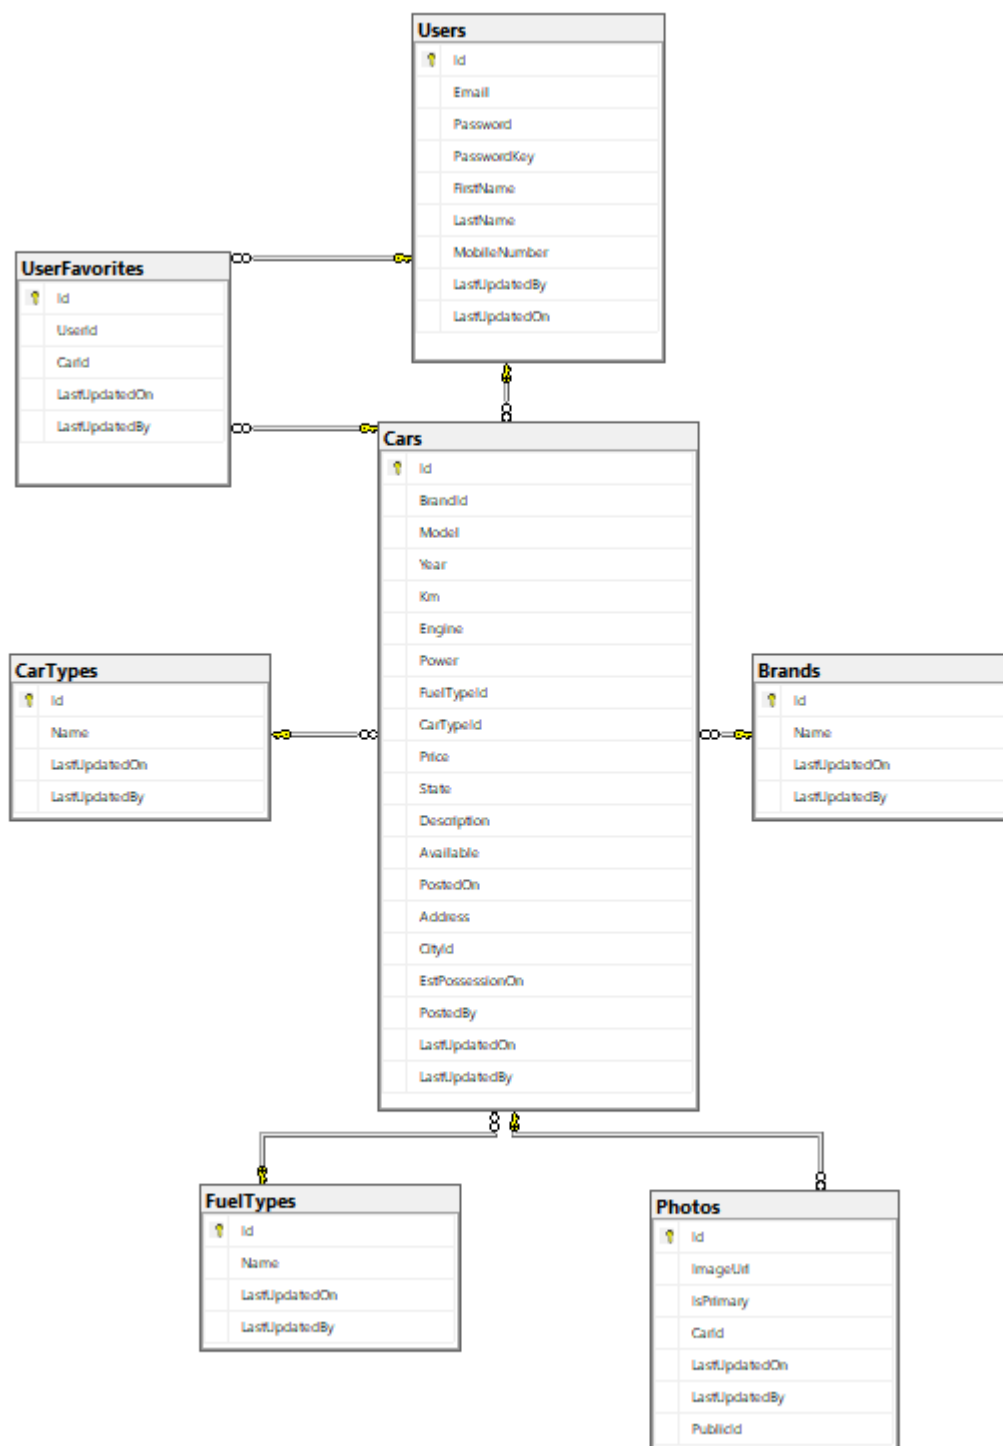 Users
Id
Email
Password
PasswordKey
FirstName
LastName
MobileNumber
LastUpdatedBy
LastUpdatedOn
UserFavorites
Id
UserId
CarId
LastUpdatedOn
LastUpdatedBy
Cars
Id
BrandId
Model
Year
Km
Engine
Power
FuelTypeId
CarTypeId
Price
State
Description
Available
PostedOn
Address
CityId
EstPossessionOn
PostedBy
LastUpdatedOn
LastUpdatedBy
CarTypes
Id
Name
LastUpdatedOn
LastUpdatedBy
Brands
Id
Name
LastUpdatedOn
LastUpdatedBy
FuelTypes
Id
Name
LastUpdatedOn
LastUpdatedBy
Photos
Id
ImageUrl
IsPrimary
CarId
LastUpdatedOn
LastUpdatedBy
PublicId